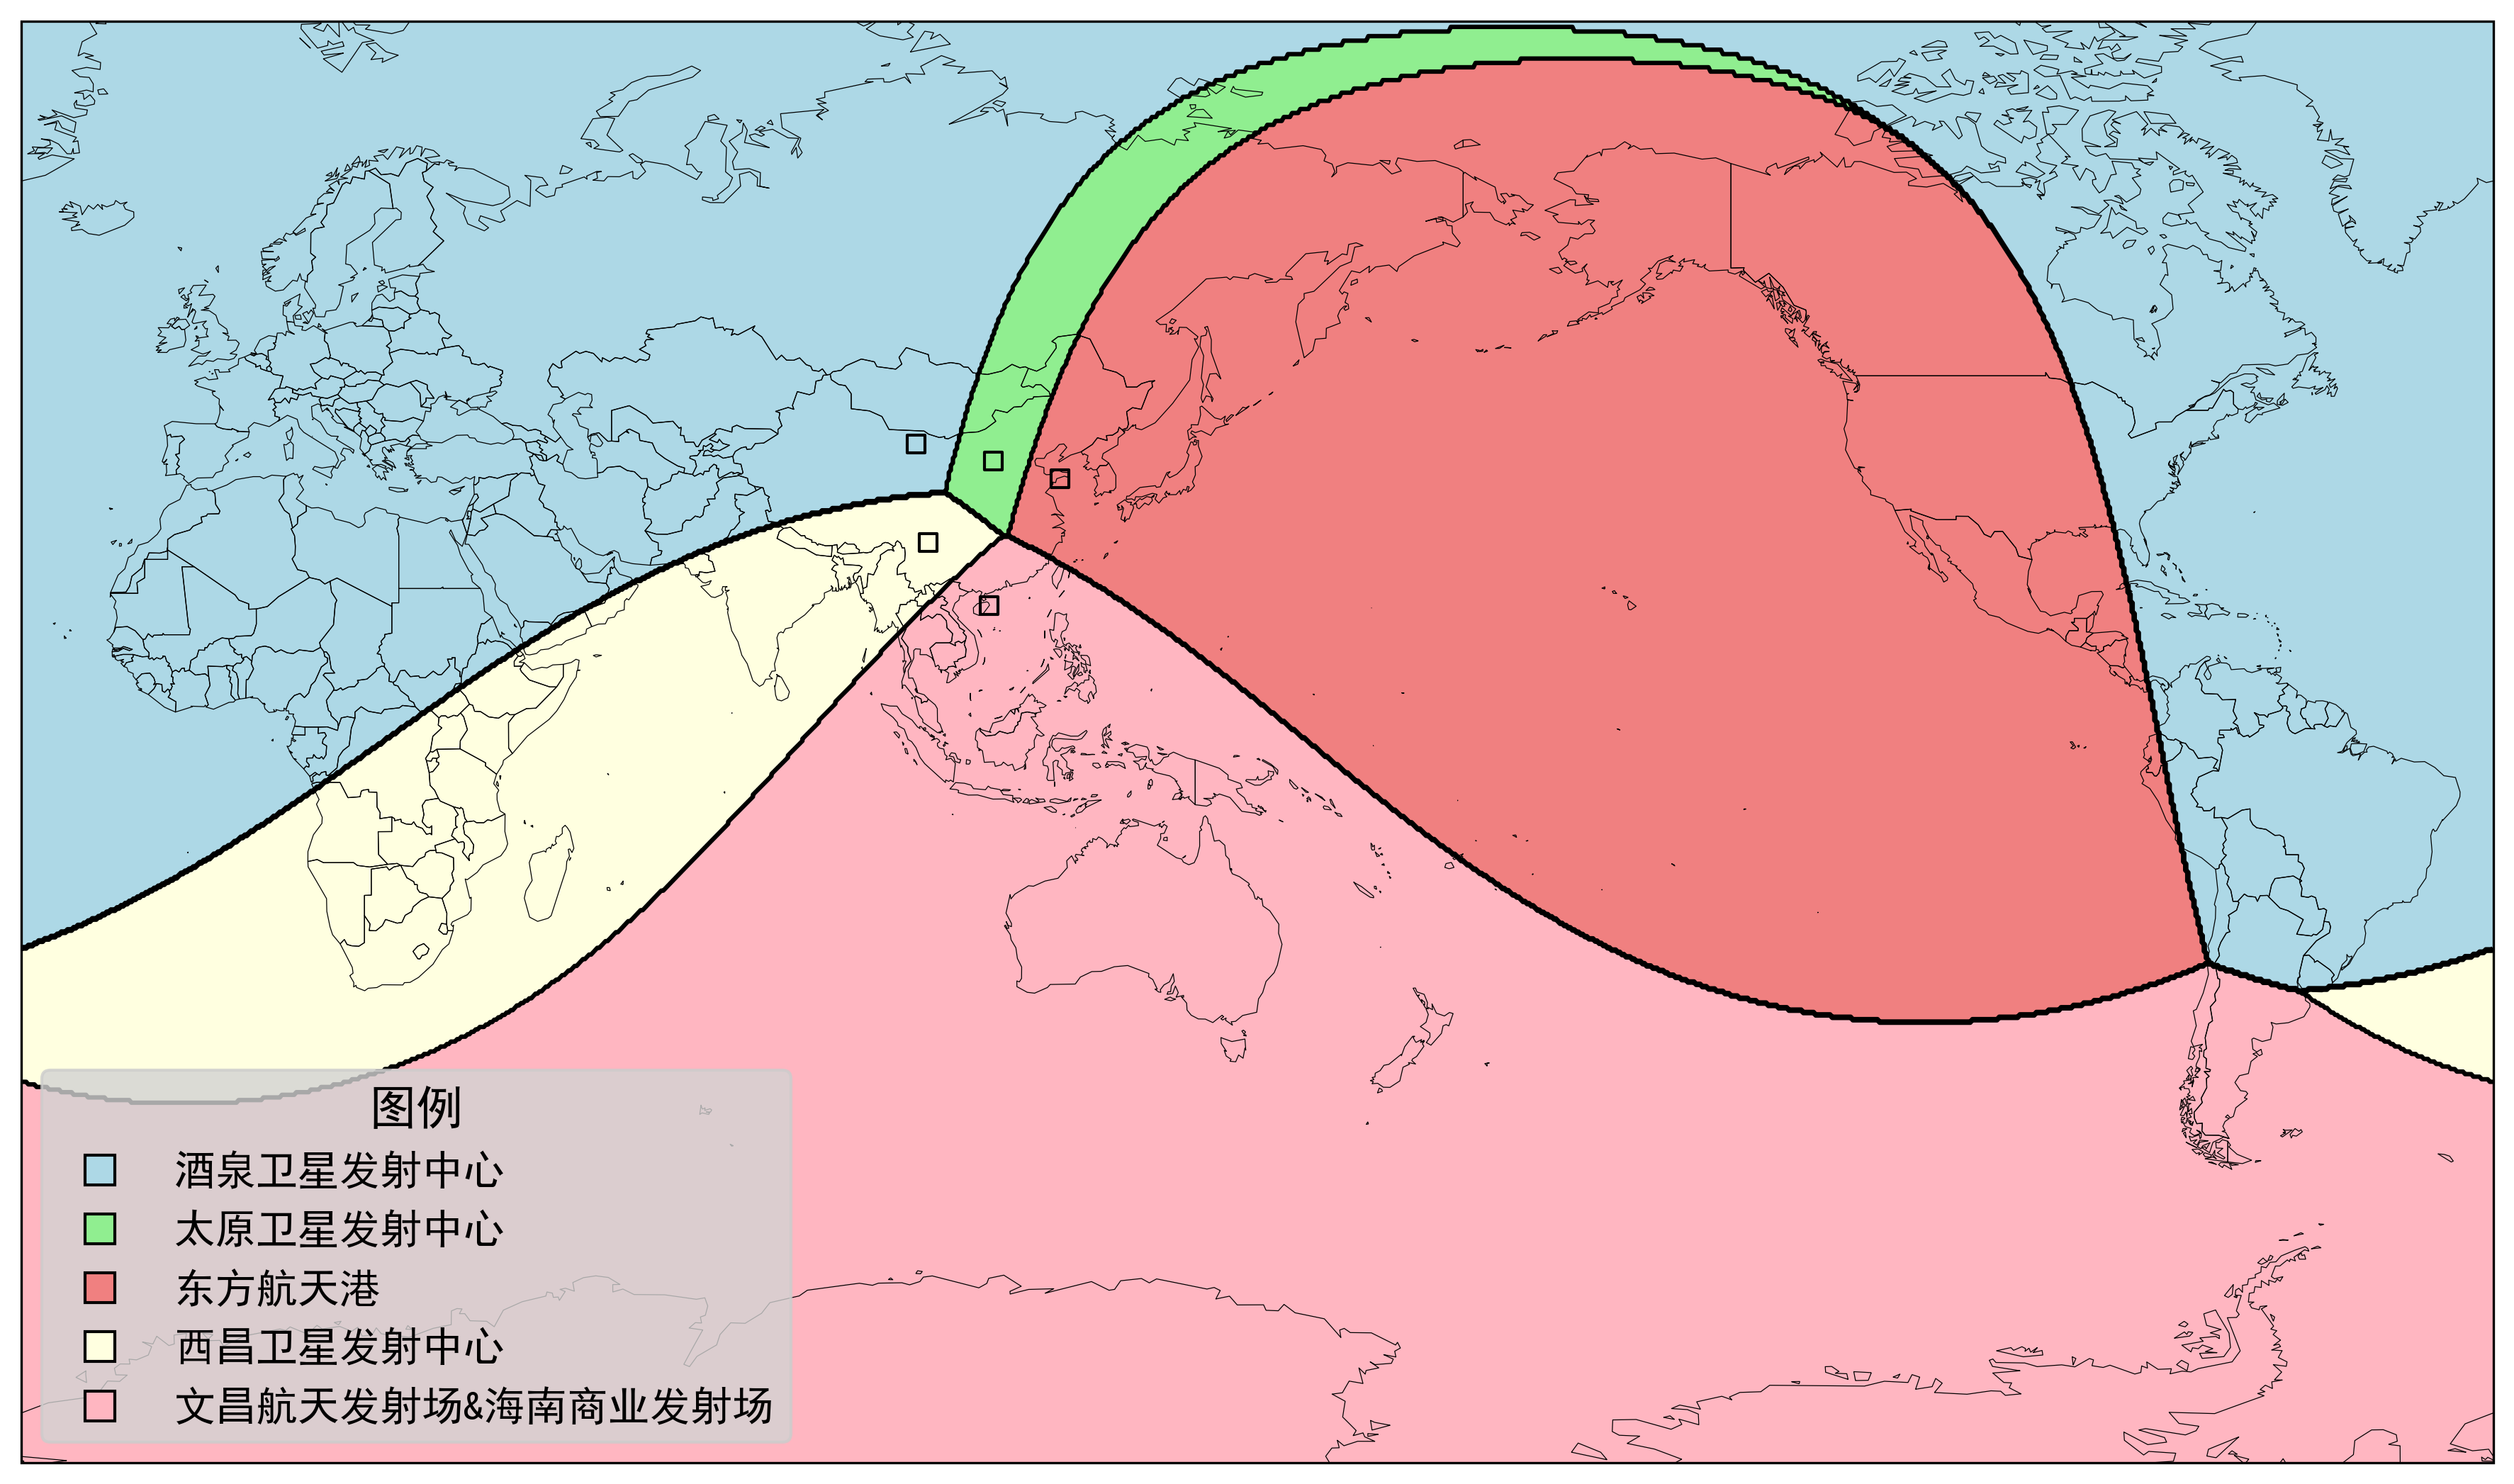 图例
酒泉卫星发射中心
太原卫星发射中心
东方航天港
西昌卫星发射中心
文昌航天发射场&海南商业发射场